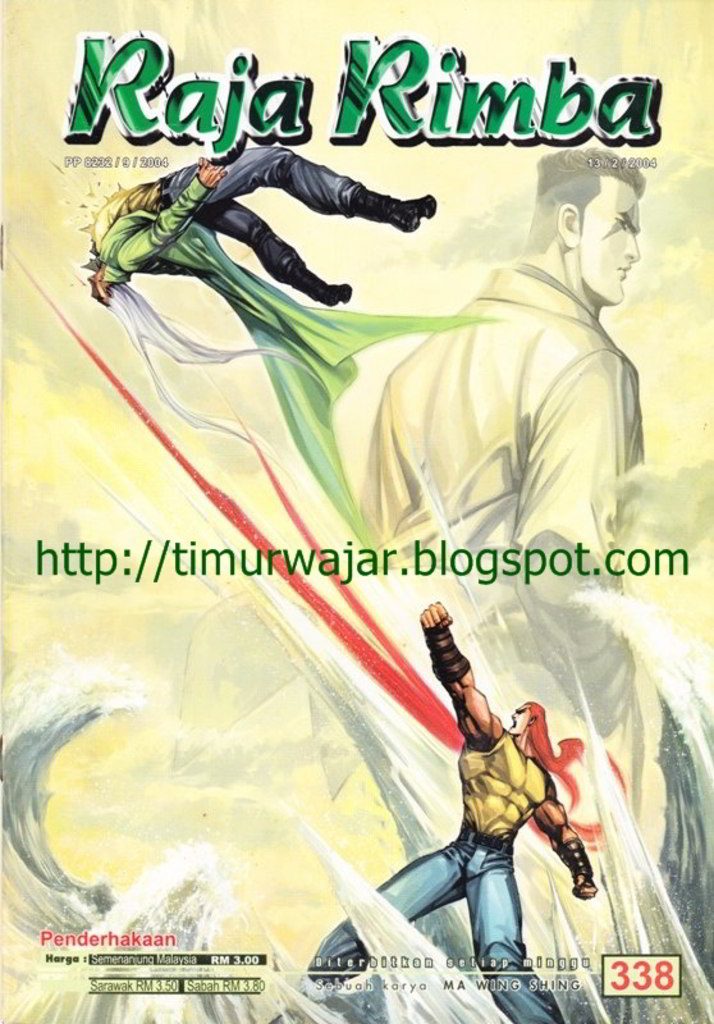 Raja Rimba
PP 8232 / 9 / 2004
13 / 2 / 2004
http://timurwajar.blogspot.com
Penderhakaan
Harga : Semenanjung Malaysia RM 3.00
Sarawak RM 3.50 Sabah RM 3.80
Diterbitkan setiap minggu
Sebuah karya MA WING SHING
338